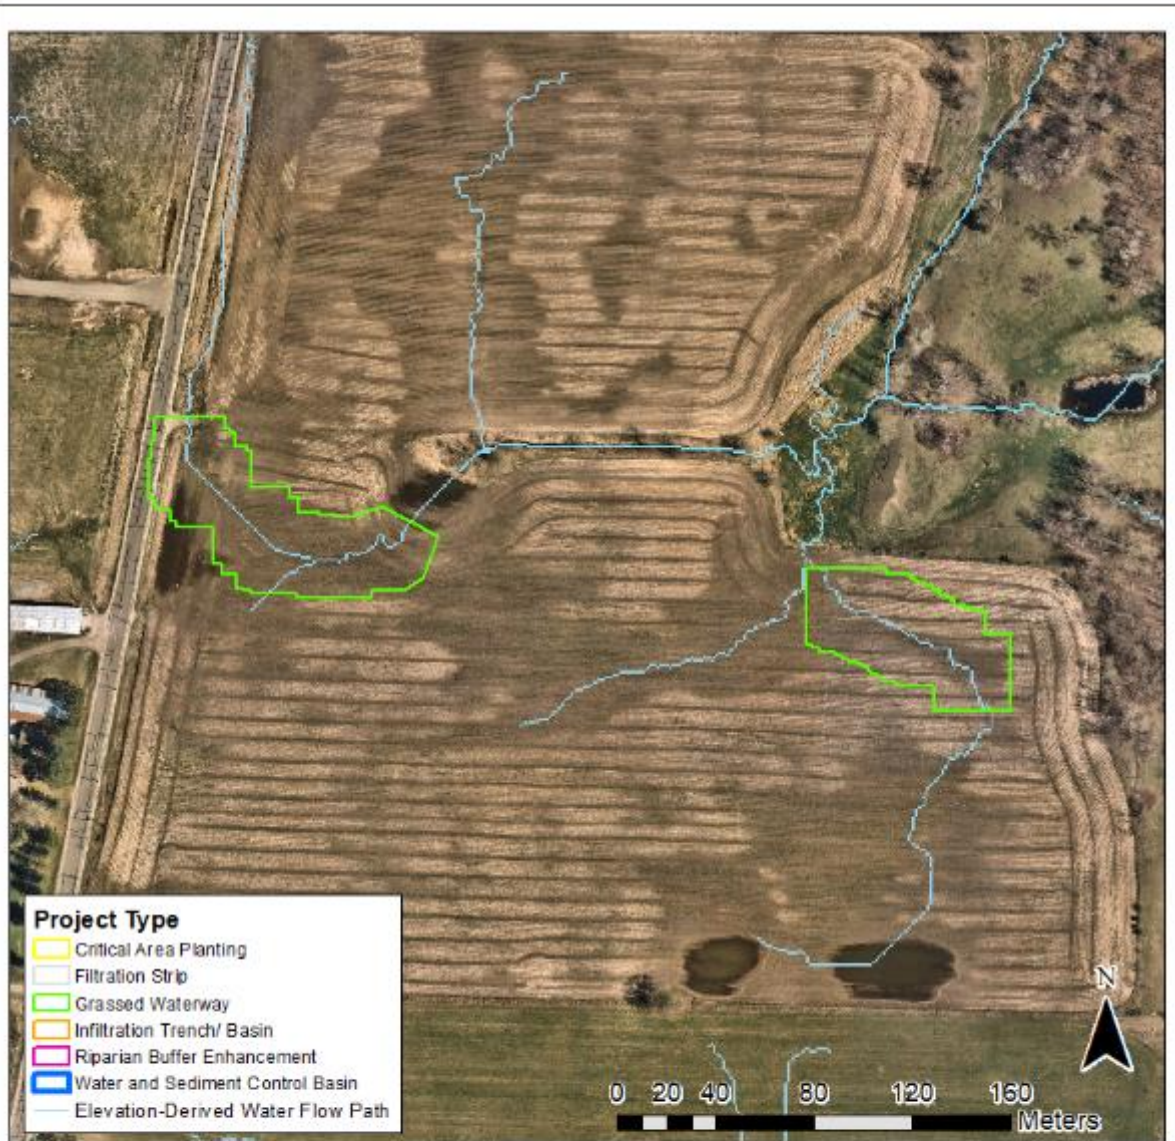 Project Type
Critical Area Planting
Filtration Strip
Grassed Waterway
Infiltration Trench/ Basin
Riparian Buffer Enhancement
Water and Sediment Control Basin
Elevation-Derived Water Flow Path
N
0 20 40 80 120 160
Meters